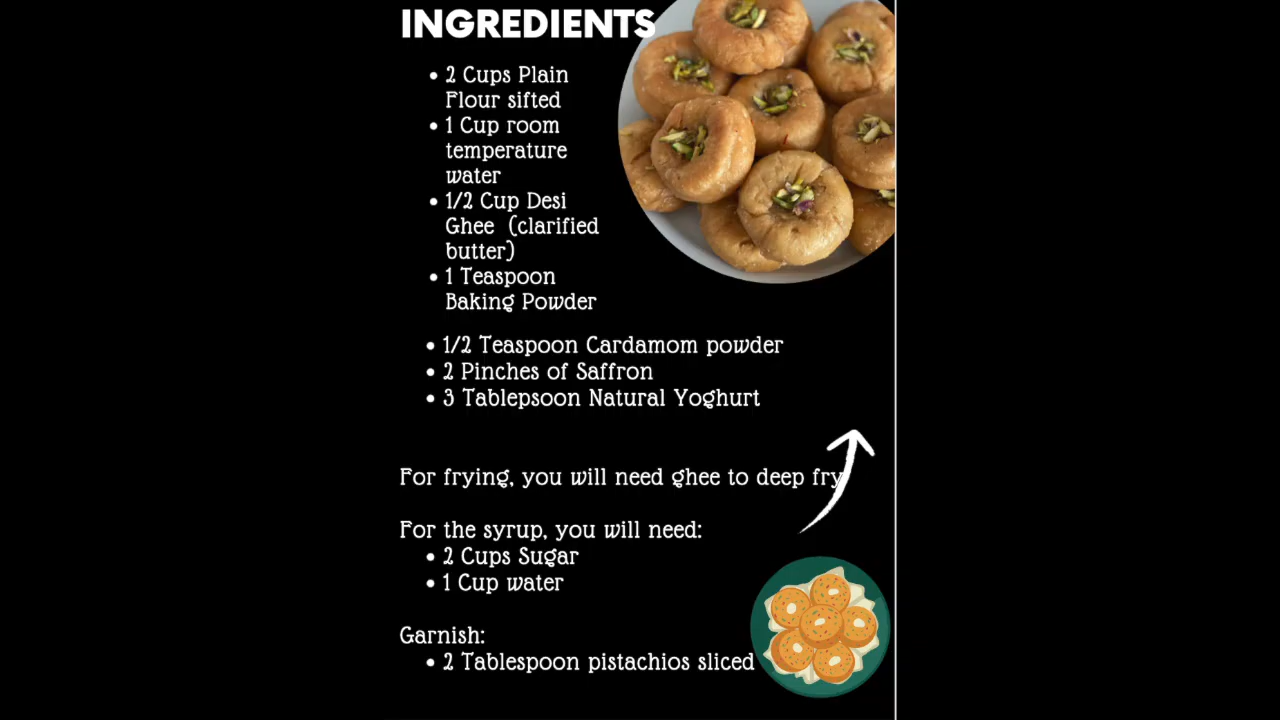 INGREDIENTS
• 2 Cups Plain
Flour sifted
• 1 Cup room
temperature
water
• 1/2 Cup Desi
Ghee (clarified
butter)
• 1 Teaspoon
Baking Powder
• 1/2 Teaspoon Cardamom powder
• 2 Pinches of Saffron
• 3 Tablepsoon Natural Yoghurt
For frying, you will need ghee to deep fry
For the syrup, you will need:
• 2 Cups Sugar
• 1 Cup water
Garnish:
• 2 Tablespoon pistachios sliced